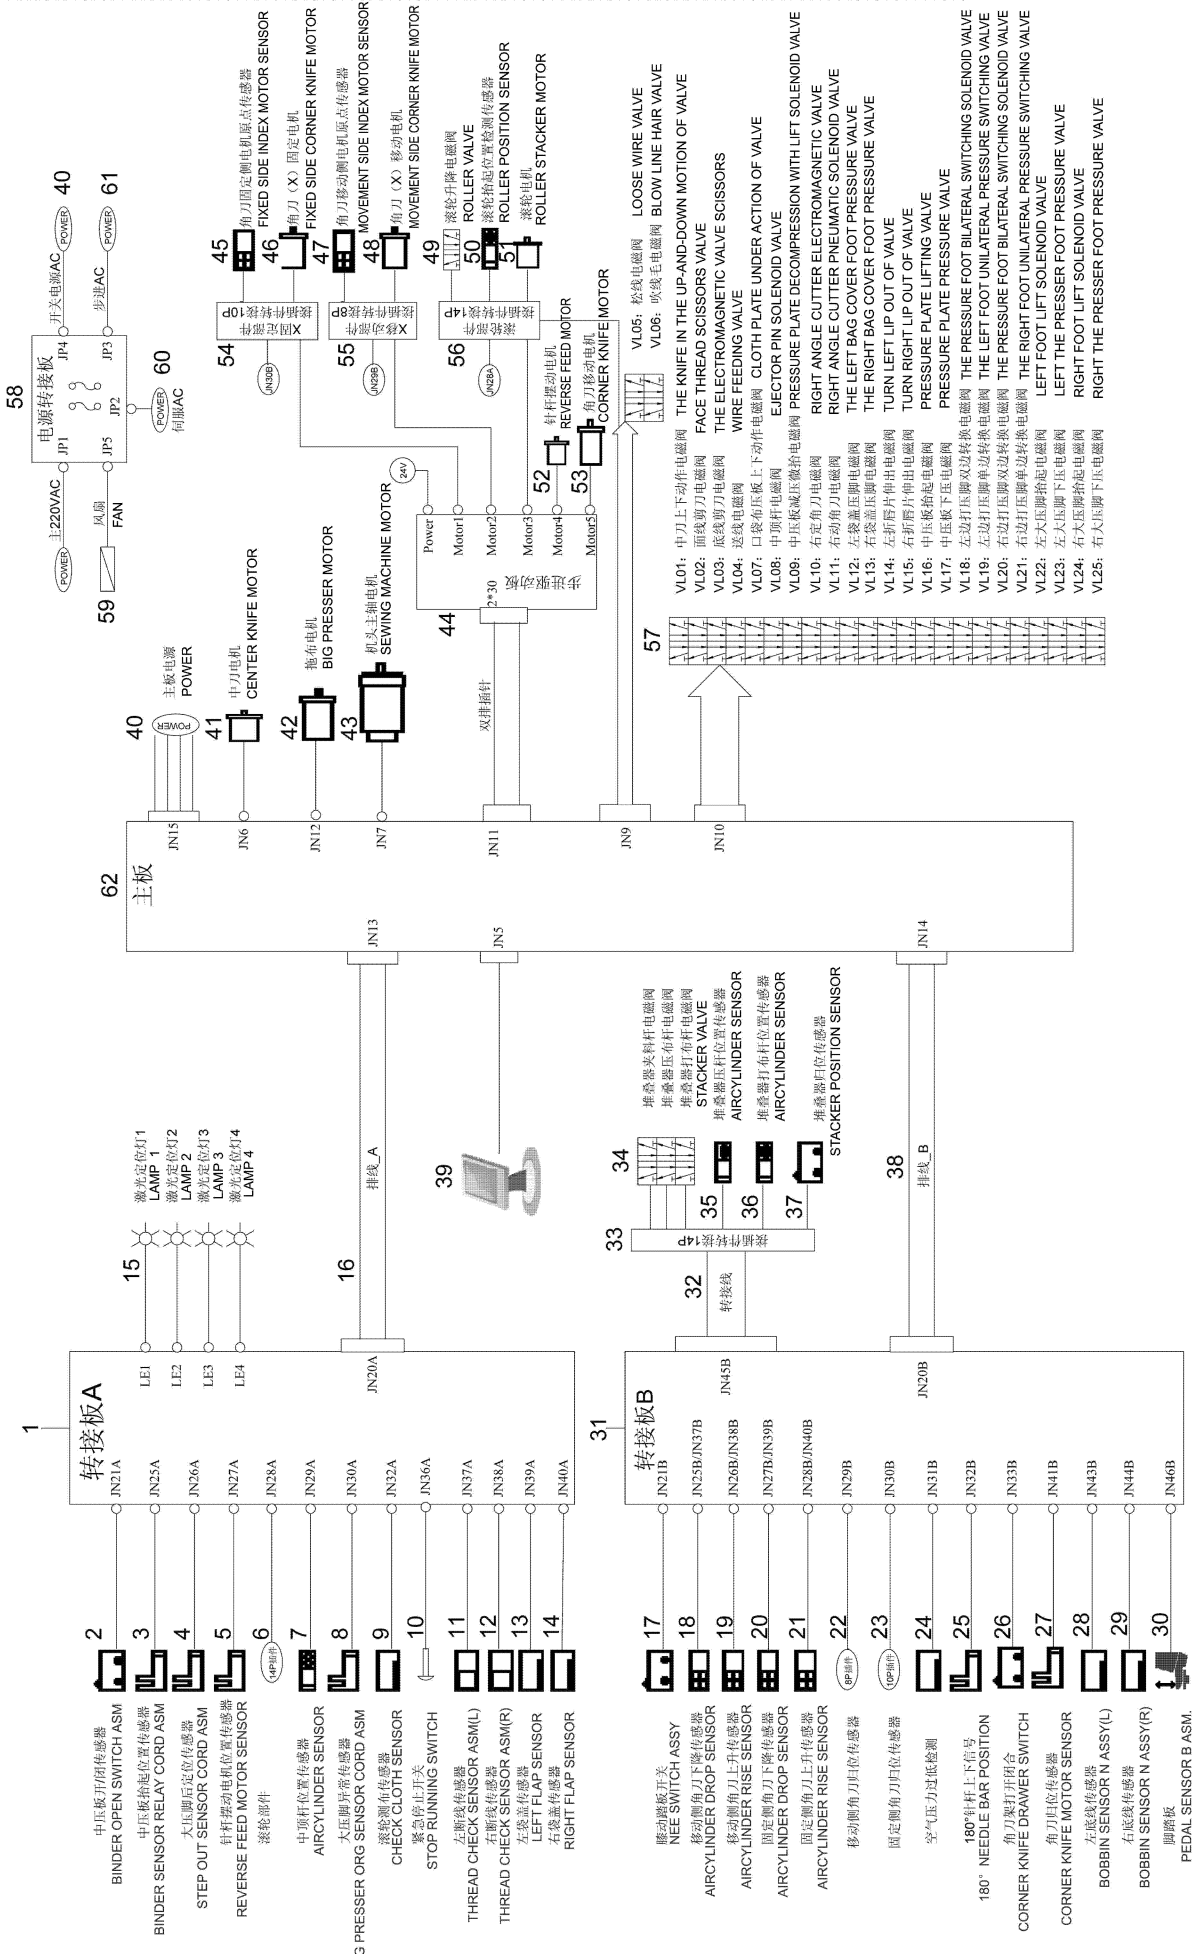 1
转接板A
2
中压板开/闭传感器
BINDER OPEN SWITCH ASM
JN21A
3
中压板抬起位置传感器
BINDER SENSOR RELAY CORD ASM
JN25A
4
大压脚后定位传感器
STEP OUT SENSOR CORD ASM
JN26A
5
针杆摆动电机位置传感器
REVERSE FEED MOTOR SENSOR
JN27A
6
滚轮部件
14P插件
JN28A
7
中顶杆位置传感器
AIRCYLINDER SENSOR
JN29A
8
大压脚异常传感器
G PRESSER ORG SENSOR CORD ASM
JN30A
9
滚轮测布传感器
CHECK CLOTH SENSOR
JN32A
10
紧急停止开关
STOP RUNNING SWITCH
JN36A
11
左断线传感器
THREAD CHECK SENSOR ASM(L)
JN37A
12
右断线传感器
THREAD CHECK SENSOR ASM(R)
JN38A
13
左袋盖传感器
LEFT FLAP SENSOR
JN39A
14
右袋盖传感器
RIGHT FLAP SENSOR
JN40A
15
LE1
激光定位灯1
LAMP 1
LE2
激光定位灯2
LAMP 2
LE3
激光定位灯3
LAMP 3
LE4
激光定位灯4
LAMP 4
JN20A
16
排线_A
31
转接板B
17
膝动踏板开关
NEE SWITCH ASSY
JN21B
18
移动侧角刀下降传感器
AIRCYLINDER DROP SENSOR
JN25B/JN37B
19
移动侧角刀上升传感器
AIRCYLINDER RISE SENSOR
JN26B/JN38B
20
固定侧角刀下降传感器
AIRCYLINDER DROP SENSOR
JN27B/JN39B
21
固定侧角刀上升传感器
AIRCYLINDER RISE SENSOR
JN28B/JN40B
22
移动侧角刀归位传感器
8P插件
JN29B
23
固定侧角刀归位传感器
10P插件
JN30B
24
空气压力过低检测
JN31B
25
180°针杆上下信号
180° NEEDLE BAR POSITION
JN32B
26
角刀架打开闭合
CORNER KNIFE DRAWER SWITCH
JN33B
27
角刀归位传感器
CORNER KNIFE MOTOR SENSOR
JN41B
28
左底线传感器
BOBBIN SENSOR N ASSY(L)
JN43B
29
右底线传感器
BOBBIN SENSOR N ASSY(R)
JN44B
30
脚踏板
PEDAL SENSOR B ASM.
JN46B
JN45B
32
转接线
33
接插件转接14P
34
堆叠器夹料杆电磁阀
堆叠器压布杆电磁阀
堆叠器打布杆电磁阀
STACKER VALVE
35
堆叠器压杆位置传感器
AIRCYLINDER SENSOR
36
堆叠器打布杆位置传感器
AIRCYLINDER SENSOR
37
堆叠器归位传感器
STACKER POSITION SENSOR
JN20B
38
排线_B
39
62
主板
JN13
JN5
JN14
JN15
JN6
JN12
JN7
JN11
JN9
JN10
40
POWER
主板电源
POWER
41
中刀电机
CENTER KNIFE MOTOR
42
拖布电机
BIG PRESSER MOTOR
43
机头主轴电机
SEWING MACHINE MOTOR
双排插针
44
2*30
步进驱动板
Power
Motor1
Motor2
Motor3
Motor4
Motor5
24V
58
电源转接板
JP1
JP5
JP2
JP4
JP3
POWER
主220VAC
59
风扇
FAN
60
POWER
伺服AC
40
POWER
开关电源AC
61
POWER
步进AC
54
X固定部件
接插件转接10P
JN30B
45
角刀固定侧电机原点传感器
FIXED SIDE INDEX MOTOR SENSOR
46
角刀（X）固定电机
FIXED SIDE CORNER KNIFE MOTOR
55
X移动部件
接插件转接8P
JN29B
47
角刀移动侧电机原点传感器
MOVEMENT SIDE INDEX MOTOR SENSOR
48
角刀（X）移动电机
MOVEMENT SIDE CORNER KNIFE MOTOR
56
滚轮部件
接插件转接14P
JN28A
49
滚轮升降电磁阀
ROLLER VALVE
50
滚轮抬起位置检测传感器
ROLLER POSITION SENSOR
51
滚轮电机
ROLLER STACKER MOTOR
52
针杆摆动电机
REVERSE FEED MOTOR
53
角刀移动电机
CORNER KNIFE MOTOR
VL05：松线电磁阀 LOOSE WIRE VALVE
VL06：吹线毛电磁阀 BLOW LINE HAIR VALVE
57
VL01：中刀上下动作电磁阀 THE KNIFE IN THE UP-AND-DOWN MOTION OF VALVE
VL02：面线剪刀电磁阀 FACE THREAD SCISSORS VALVE
VL03：底线剪刀电磁阀 THE ELECTROMAGNETIC VALVE SCISSORS
VL04：送线电磁阀 WIRE FEEDING VALVE
VL07：口袋布压板上下动作电磁阀 CLOTH PLATE UNDER ACTION OF VALVE
VL08：中顶杆电磁阀 EJECTOR PIN SOLENOID VALVE
VL09：中压板减压微抬电磁阀 PRESSURE PLATE DECOMPRESSION WITH LIFT SOLENOID VALVE
VL10：右定角刀电磁阀 RIGHT ANGLE CUTTER ELECTROMAGNETIC VALVE
VL11：右动角刀电磁阀 RIGHT ANGLE CUTTER PNEUMATIC SOLENOID VALVE
VL12：左袋盖压脚电磁阀 THE LEFT BAG COVER FOOT PRESSURE VALVE
VL13：右袋盖压脚电磁阀 THE RIGHT BAG COVER FOOT PRESSURE VALVE
VL14：左折唇片伸出电磁阀 TURN LEFT LIP OUT OF VALVE
VL15：右折唇片伸出电磁阀 TURN RIGHT LIP OUT OF VALVE
VL16：中压板抬起电磁阀 PRESSURE PLATE LIFTING VALVE
VL17：中压板下压电磁阀 PRESSURE PLATE PRESSURE VALVE
VL18：左边打压脚双边转换电磁阀 THE PRESSURE FOOT BILATERAL SWITCHING SOLENOID VALVE
VL19：左边打压脚单边转换电磁阀 THE LEFT FOOT UNILATERAL PRESSURE SWITCHING VALVE
VL20：右边打压脚双边转换电磁阀 THE PRESSURE FOOT BILATERAL SWITCHING SOLENOID VALVE
VL21：右边打压脚单边转换电磁阀 THE RIGHT FOOT UNILATERAL PRESSURE SWITCHING VALVE
VL22：左大压脚抬起电磁阀 LEFT FOOT LIFT SOLENOID VALVE
VL23：左大压脚下压电磁阀 LEFT THE PRESSER FOOT PRESSURE VALVE
VL24：右大压脚抬起电磁阀 RIGHT FOOT LIFT SOLENOID VALVE
VL25：右大压脚下压电磁阀 RIGHT THE PRESSER FOOT PRESSURE VALVE